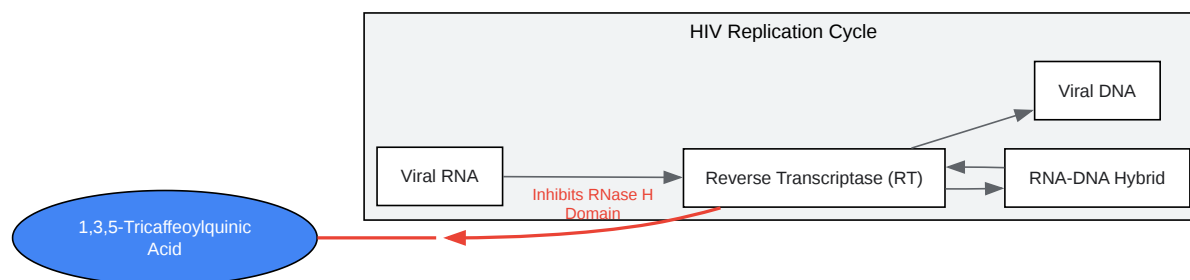 HIV Replication Cycle
Viral DNA
Viral RNA
Reverse Transcriptase (RT)
RNA-DNA Hybrid
Inhibits RNase H
Domain
1,3,5-Tricaffeoylquinic
Acid